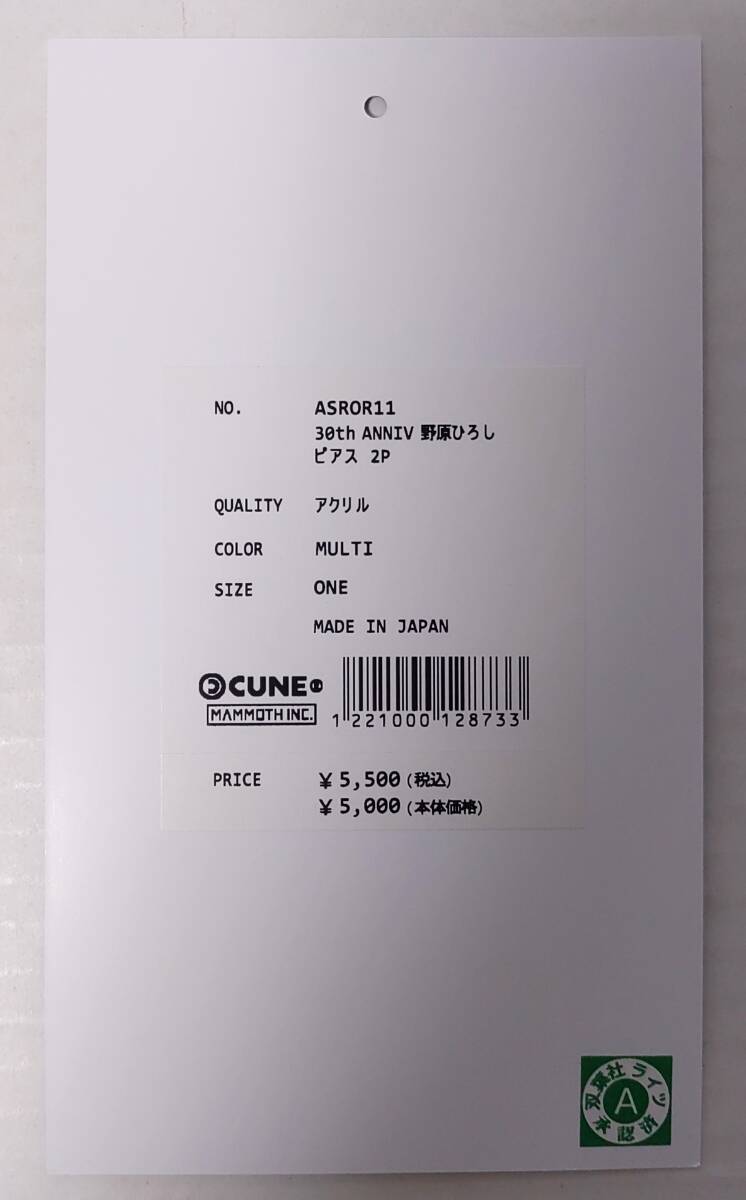 NO. ASROR11
30th ANNIV 野原ひろし
ピアス 2P
QUALITY アクリル
COLOR MULTI
SIZE ONE
MADE IN JAPAN
CUNE
MAMMOTH INC.
1 221000 128733
PRICE ¥5,500(税込)
¥5,000(本体価格)
双葉社ライツ
A
承認済